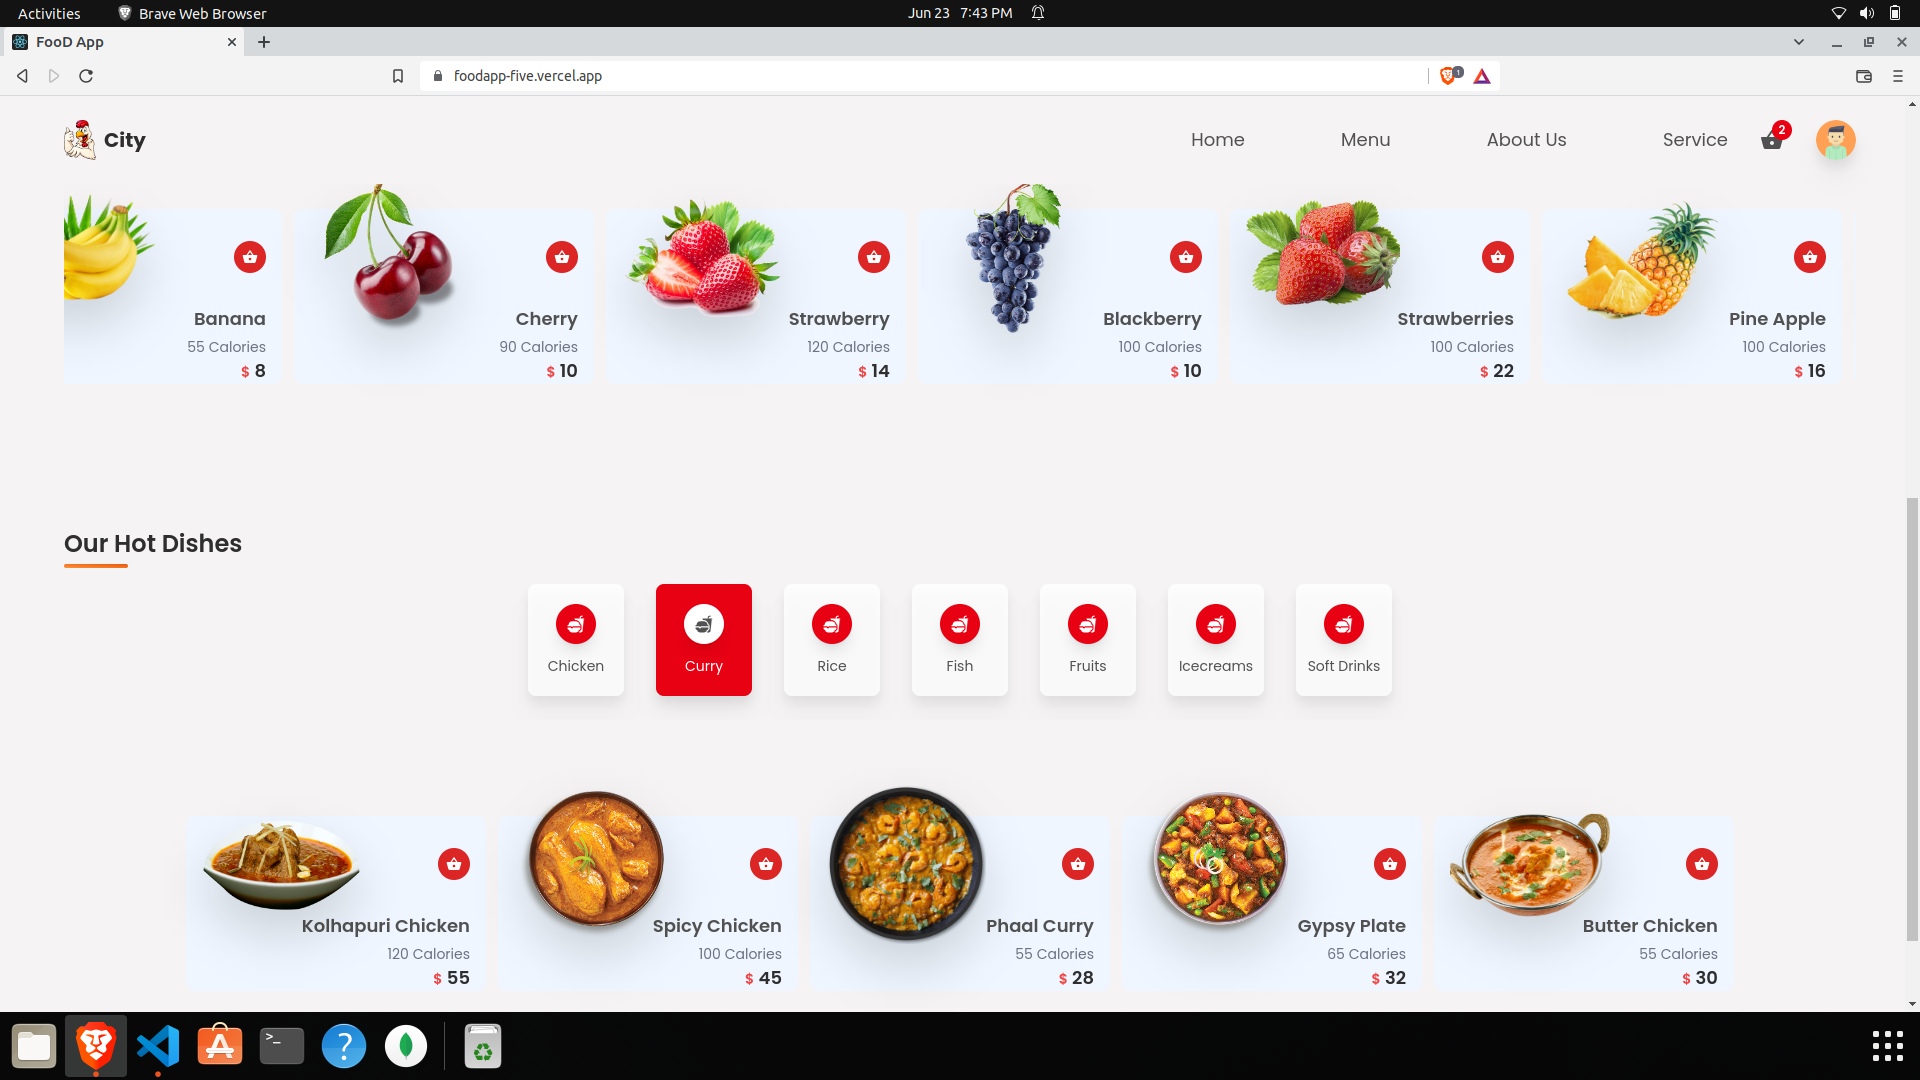 Activities
Brave Web Browser
Jun 23 7:43 PM
FooD App
foodapp-five.vercel.app
1
City
Home
Menu
About Us
Service
2
Banana
55 Calories
$ 8
Cherry
90 Calories
$ 10
Strawberry
120 Calories
$ 14
Blackberry
100 Calories
$ 10
Strawberries
100 Calories
$ 22
Pine Apple
100 Calories
$ 16
Our Hot Dishes
Chicken
Curry
Rice
Fish
Fruits
Icecreams
Soft Drinks
Kolhapuri Chicken
120 Calories
$ 55
Spicy Chicken
100 Calories
$ 45
Phaal Curry
55 Calories
$ 28
Gypsy Plate
65 Calories
$ 32
Butter Chicken
55 Calories
$ 30